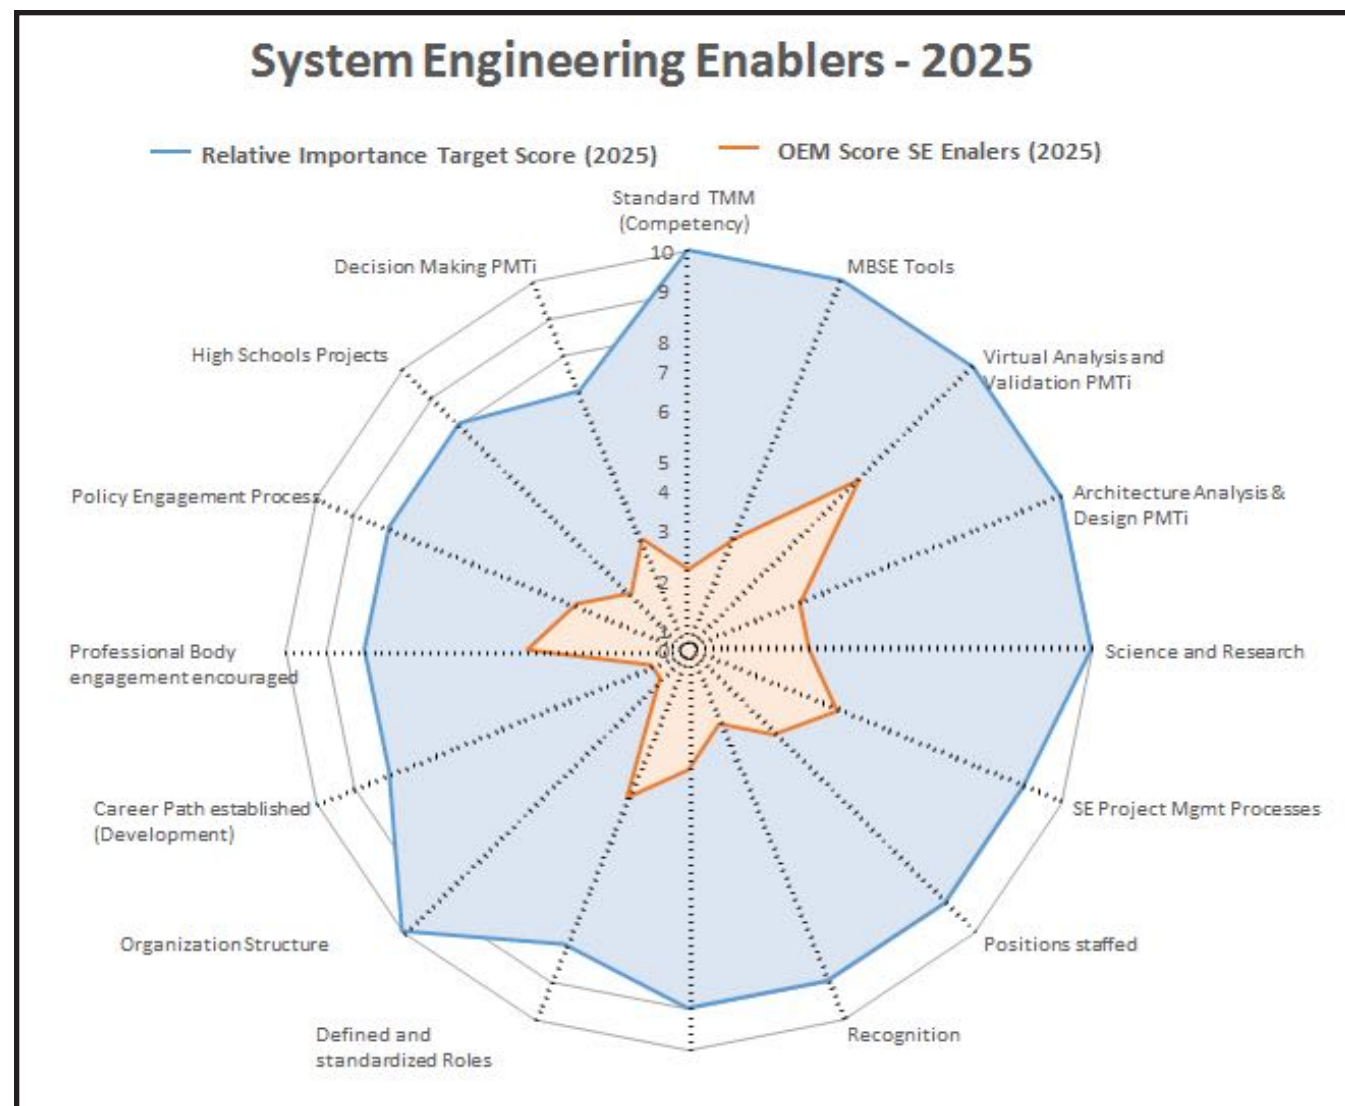 System Engineering Enablers - 2025
Relative Importance Target Score (2025)
OEM Score SE Enalers (2025)
Standard TMM
(Competency)
MBSE Tools
Virtual Analysis and
Validation PMTi
Architecture Analysis &
Design PMTi
Science and Research
SE Project Mgmt Processes
Positions staffed
Recognition
Defined and
standardized Roles
Organization Structure
Career Path established
(Development)
Professional Body
engagement encouraged
Policy Engagement Process
High Schools Projects
Decision Making PMTi
10
9
8
7
6
5
4
3
2
1
0